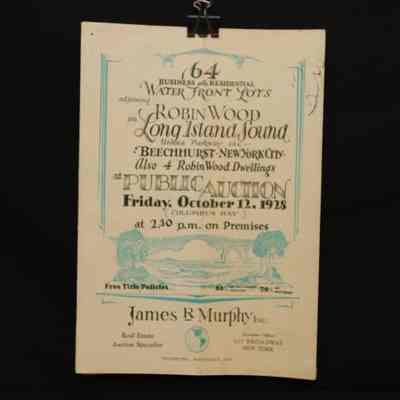 64
BUSINESS and RESIDENTIAL
WATER FRONT LOTS
adjoining
ROBIN WOOD
on Long Island Sound
BEECHHURST-NEW YORK CITY
Also 4 Robin Wood Dwellings
at PUBLIC AUCTION
Friday, October 12, 1928
(COLUMBUS DAY)
at 2.30 p.m. on Premises
Free Title Policies
James R. Murphy Inc.
Real Estate
Auction Specialist
BROADWAY
NEW YORK